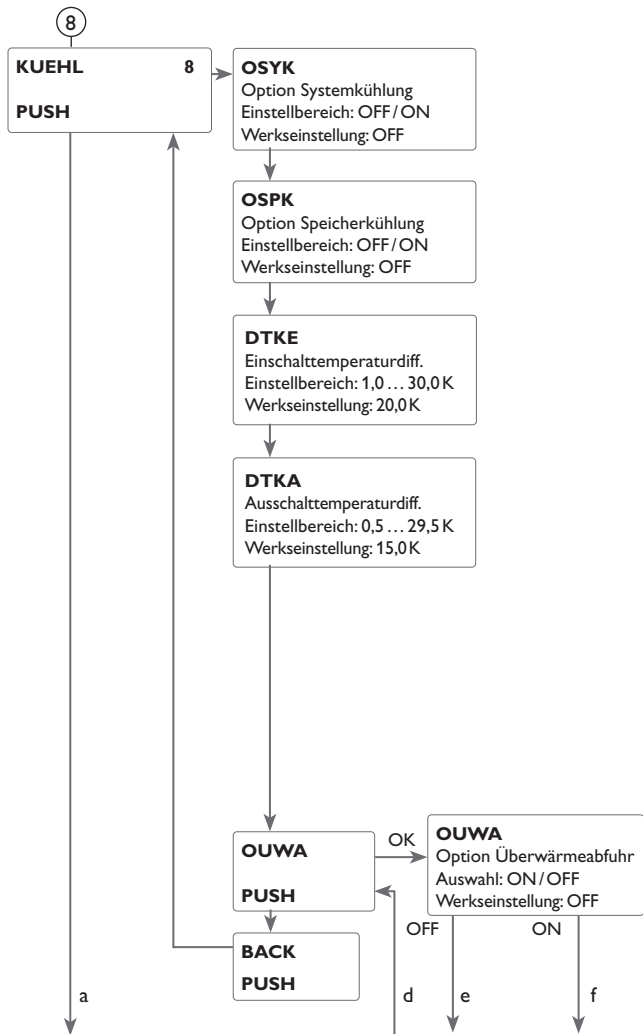 8
KUEHL 8
PUSH
OSYK
Option Systemkühlung
Einstellbereich: OFF / ON
Werkseinstellung: OFF
OSPK
Option Speicherkühlung
Einstellbereich: OFF / ON
Werkseinstellung: OFF
DTKE
Einschalttemperaturdiff.
Einstellbereich: 1,0 … 30,0 K
Werkseinstellung: 20,0 K
DTKA
Ausschalttemperaturdiff.
Einstellbereich: 0,5 … 29,5 K
Werkseinstellung: 15,0 K
OUWA
PUSH
OK
OUWA
Option Überwärmeabfuhr
Auswahl: ON / OFF
Werkseinstellung: OFF
OFF ON
BACK
PUSH
a d e f